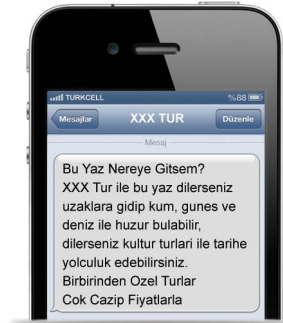 TURKCELL %88
Mesajlar XXX TUR Düzenle
Mesaj
Bu Yaz Nereye Gitsem?
XXX Tur ile bu yaz dilerseniz
uzaklara gidip kum, gunes ve
deniz ile huzur bulabilir,
dilerseniz kultur turlari ile tarihe
yolculuk edebilirsiniz.
Birbirinden Ozel Turlar
Cok Cazip Fiyatlarla